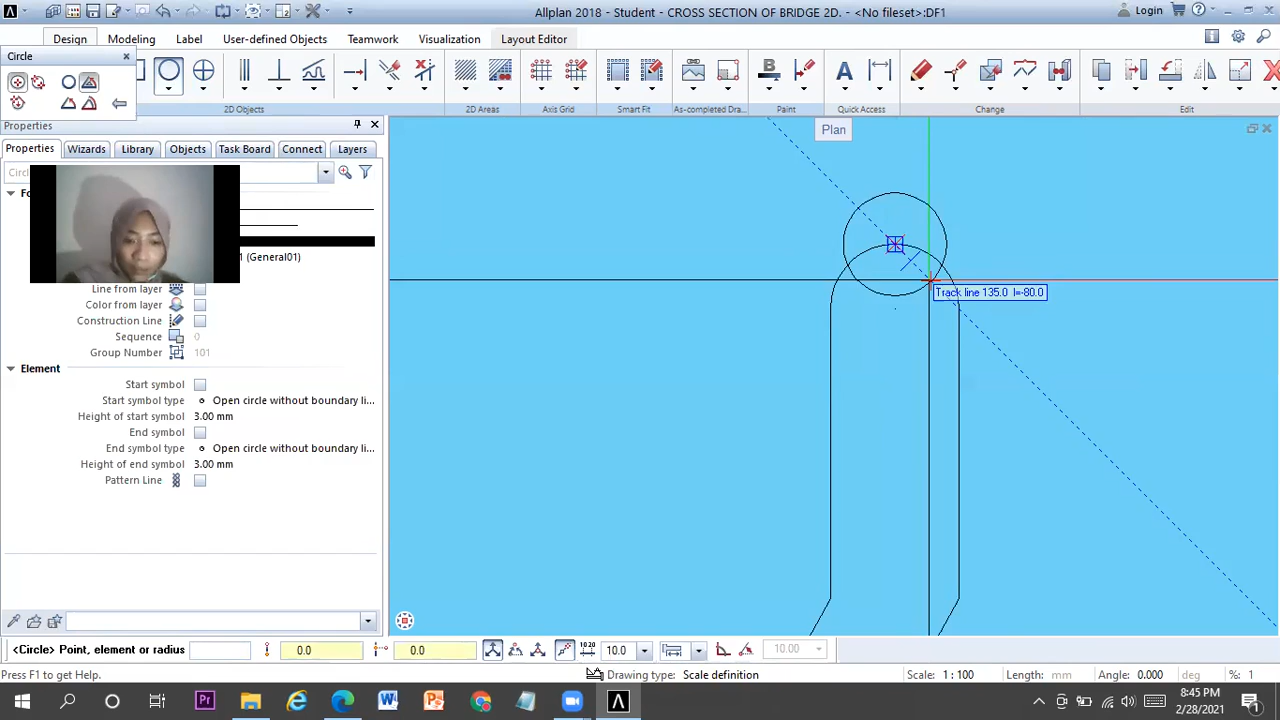 Allplan 2018 - Student - CROSS SECTION OF BRIDGE 2D. - <No fileset>:DF1
Login
Design
Modeling
Label
User-defined Objects
Teamwork
Visualization
Layout Editor
Circle
2D Objects
2D Areas
Axis Grid
Smart Fit
As-completed Dra...
Paint
Quick Access
Change
Edit
Properties
Plan
Properties
Wizards
Library
Objects
Task Board
Connect
Layers
Circ
Fo
1 (General01)
Line from layer
Color from layer
Construction Line
Sequence 0
Group Number 101
Element
Start symbol
Start symbol type Open circle without boundary li...
Height of start symbol 3.00 mm
End symbol
End symbol type Open circle without boundary li...
Height of end symbol 3.00 mm
Pattern Line
Track line 135.0 l=-80.0
<Circle> Point, element or radius
0.0
0.0
10.0
10.00
Press F1 to get Help.
Drawing type: Scale definition
Scale: 1 : 100
Length: mm
Angle: 0.000 deg
%: 1
8:45 PM
2/28/2021